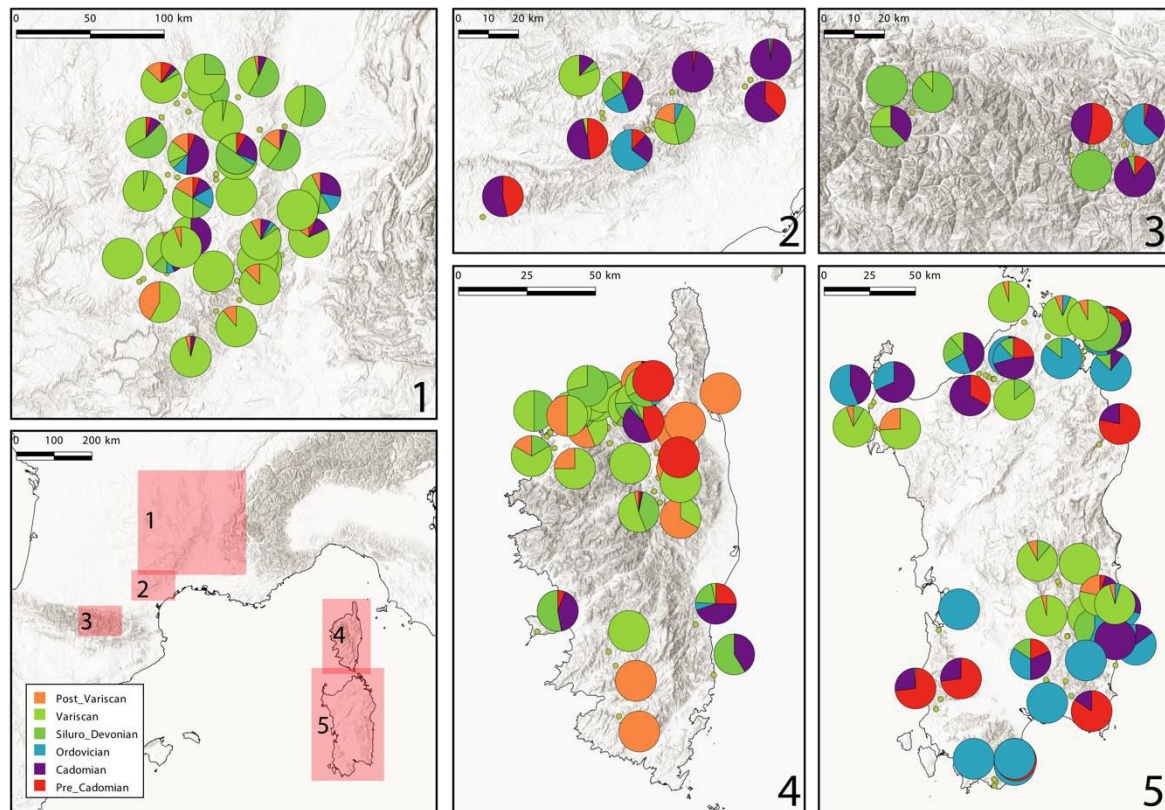 0 50 100 km
1
0 10 20 km
2
0 10 20 km
3
0 100 200 km
1
2
3
4
5
Post_Variscan
Variscan
Siluro_Devonian
Ordovician
Cadomian
Pre_Cadomian
0 25 50 km
4
0 25 50 km
5